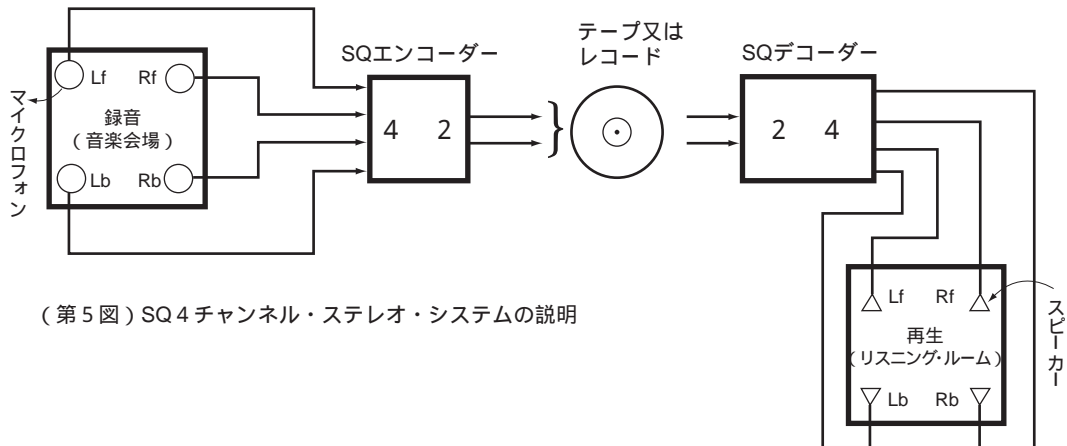 テープ又は
レコード
SQエンコーダー
SQデコーダー
Lf Rf
録音
（音楽会場）
Lb Rb
マイクロフォン
4 2
}
2 4
（第5図）SQ4チャンネル・ステレオ・システムの説明
Lf Rf
再生
（リスニング・ルーム）
Lb Rb
スピーカー